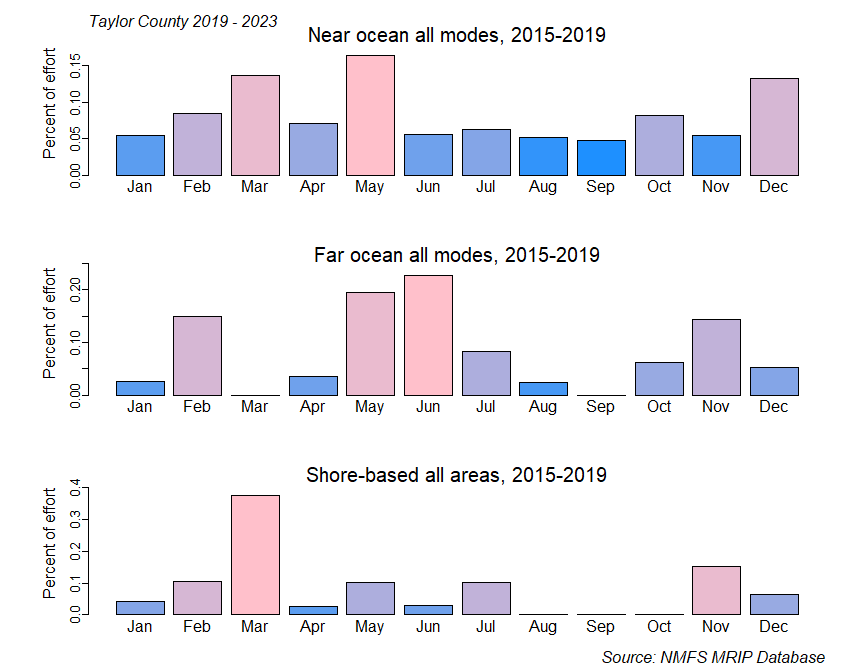 Taylor County 2019 - 2023
Near ocean all modes, 2015-2019
Percent of effort
0.00 0.05 0.10 0.15
Jan Feb Mar Apr May Jun Jul Aug Sep Oct Nov Dec
Far ocean all modes, 2015-2019
Percent of effort
0.00 0.10 0.20
Jan Feb Mar Apr May Jun Jul Aug Sep Oct Nov Dec
Shore-based all areas, 2015-2019
Percent of effort
0.0 0.1 0.2 0.3 0.4
Jan Feb Mar Apr May Jun Jul Aug Sep Oct Nov Dec
Source: NMFS MRIP Database